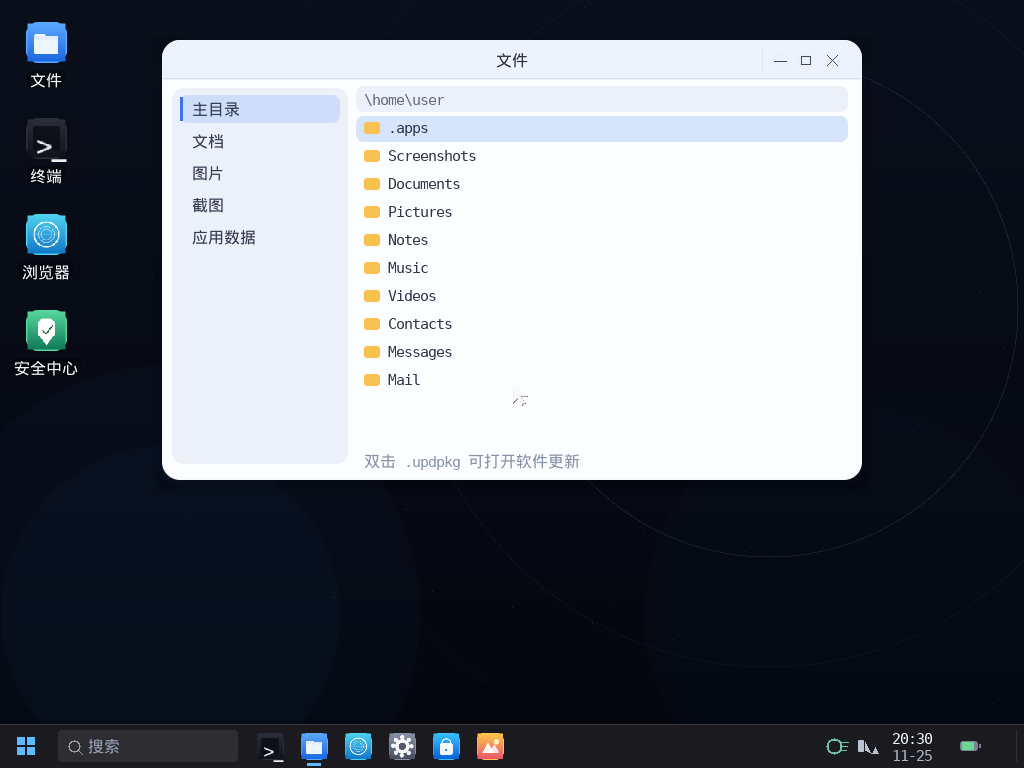 文件
终端
浏览器
安全中心
文件
主目录
文档
图片
截图
应用数据
\home\user
.apps
Screenshots
Documents
Pictures
Notes
Music
Videos
Contacts
Messages
Mail
双击 .updpkg 可打开软件更新
搜索
20:30
11-25